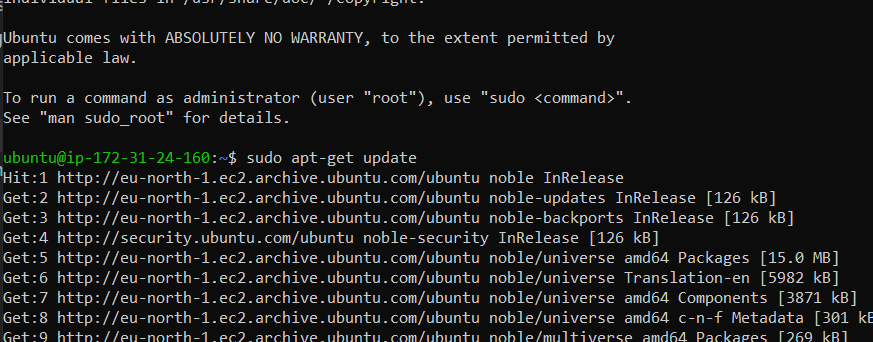 individual files in /usr/share/doc/*/copyright.
Ubuntu comes with ABSOLUTELY NO WARRANTY, to the extent permitted by
applicable law.
To run a command as administrator (user "root"), use "sudo <command>".
See "man sudo_root" for details.
ubuntu@ip-172-31-24-160:~$ sudo apt-get update
Hit:1 http://eu-north-1.ec2.archive.ubuntu.com/ubuntu noble InRelease
Get:2 http://eu-north-1.ec2.archive.ubuntu.com/ubuntu noble-updates InRelease [126 kB]
Get:3 http://eu-north-1.ec2.archive.ubuntu.com/ubuntu noble-backports InRelease [126 kB]
Get:4 http://security.ubuntu.com/ubuntu noble-security InRelease [126 kB]
Get:5 http://eu-north-1.ec2.archive.ubuntu.com/ubuntu noble/universe amd64 Packages [15.0 MB]
Get:6 http://eu-north-1.ec2.archive.ubuntu.com/ubuntu noble/universe Translation-en [5982 kB]
Get:7 http://eu-north-1.ec2.archive.ubuntu.com/ubuntu noble/universe amd64 Components [3871 kB]
Get:8 http://eu-north-1.ec2.archive.ubuntu.com/ubuntu noble/universe amd64 c-n-f Metadata [301 kB
Get:9 http://eu-north-1.ec2.archive.ubuntu.com/ubuntu noble/multiverse amd64 Packages [269 kB]